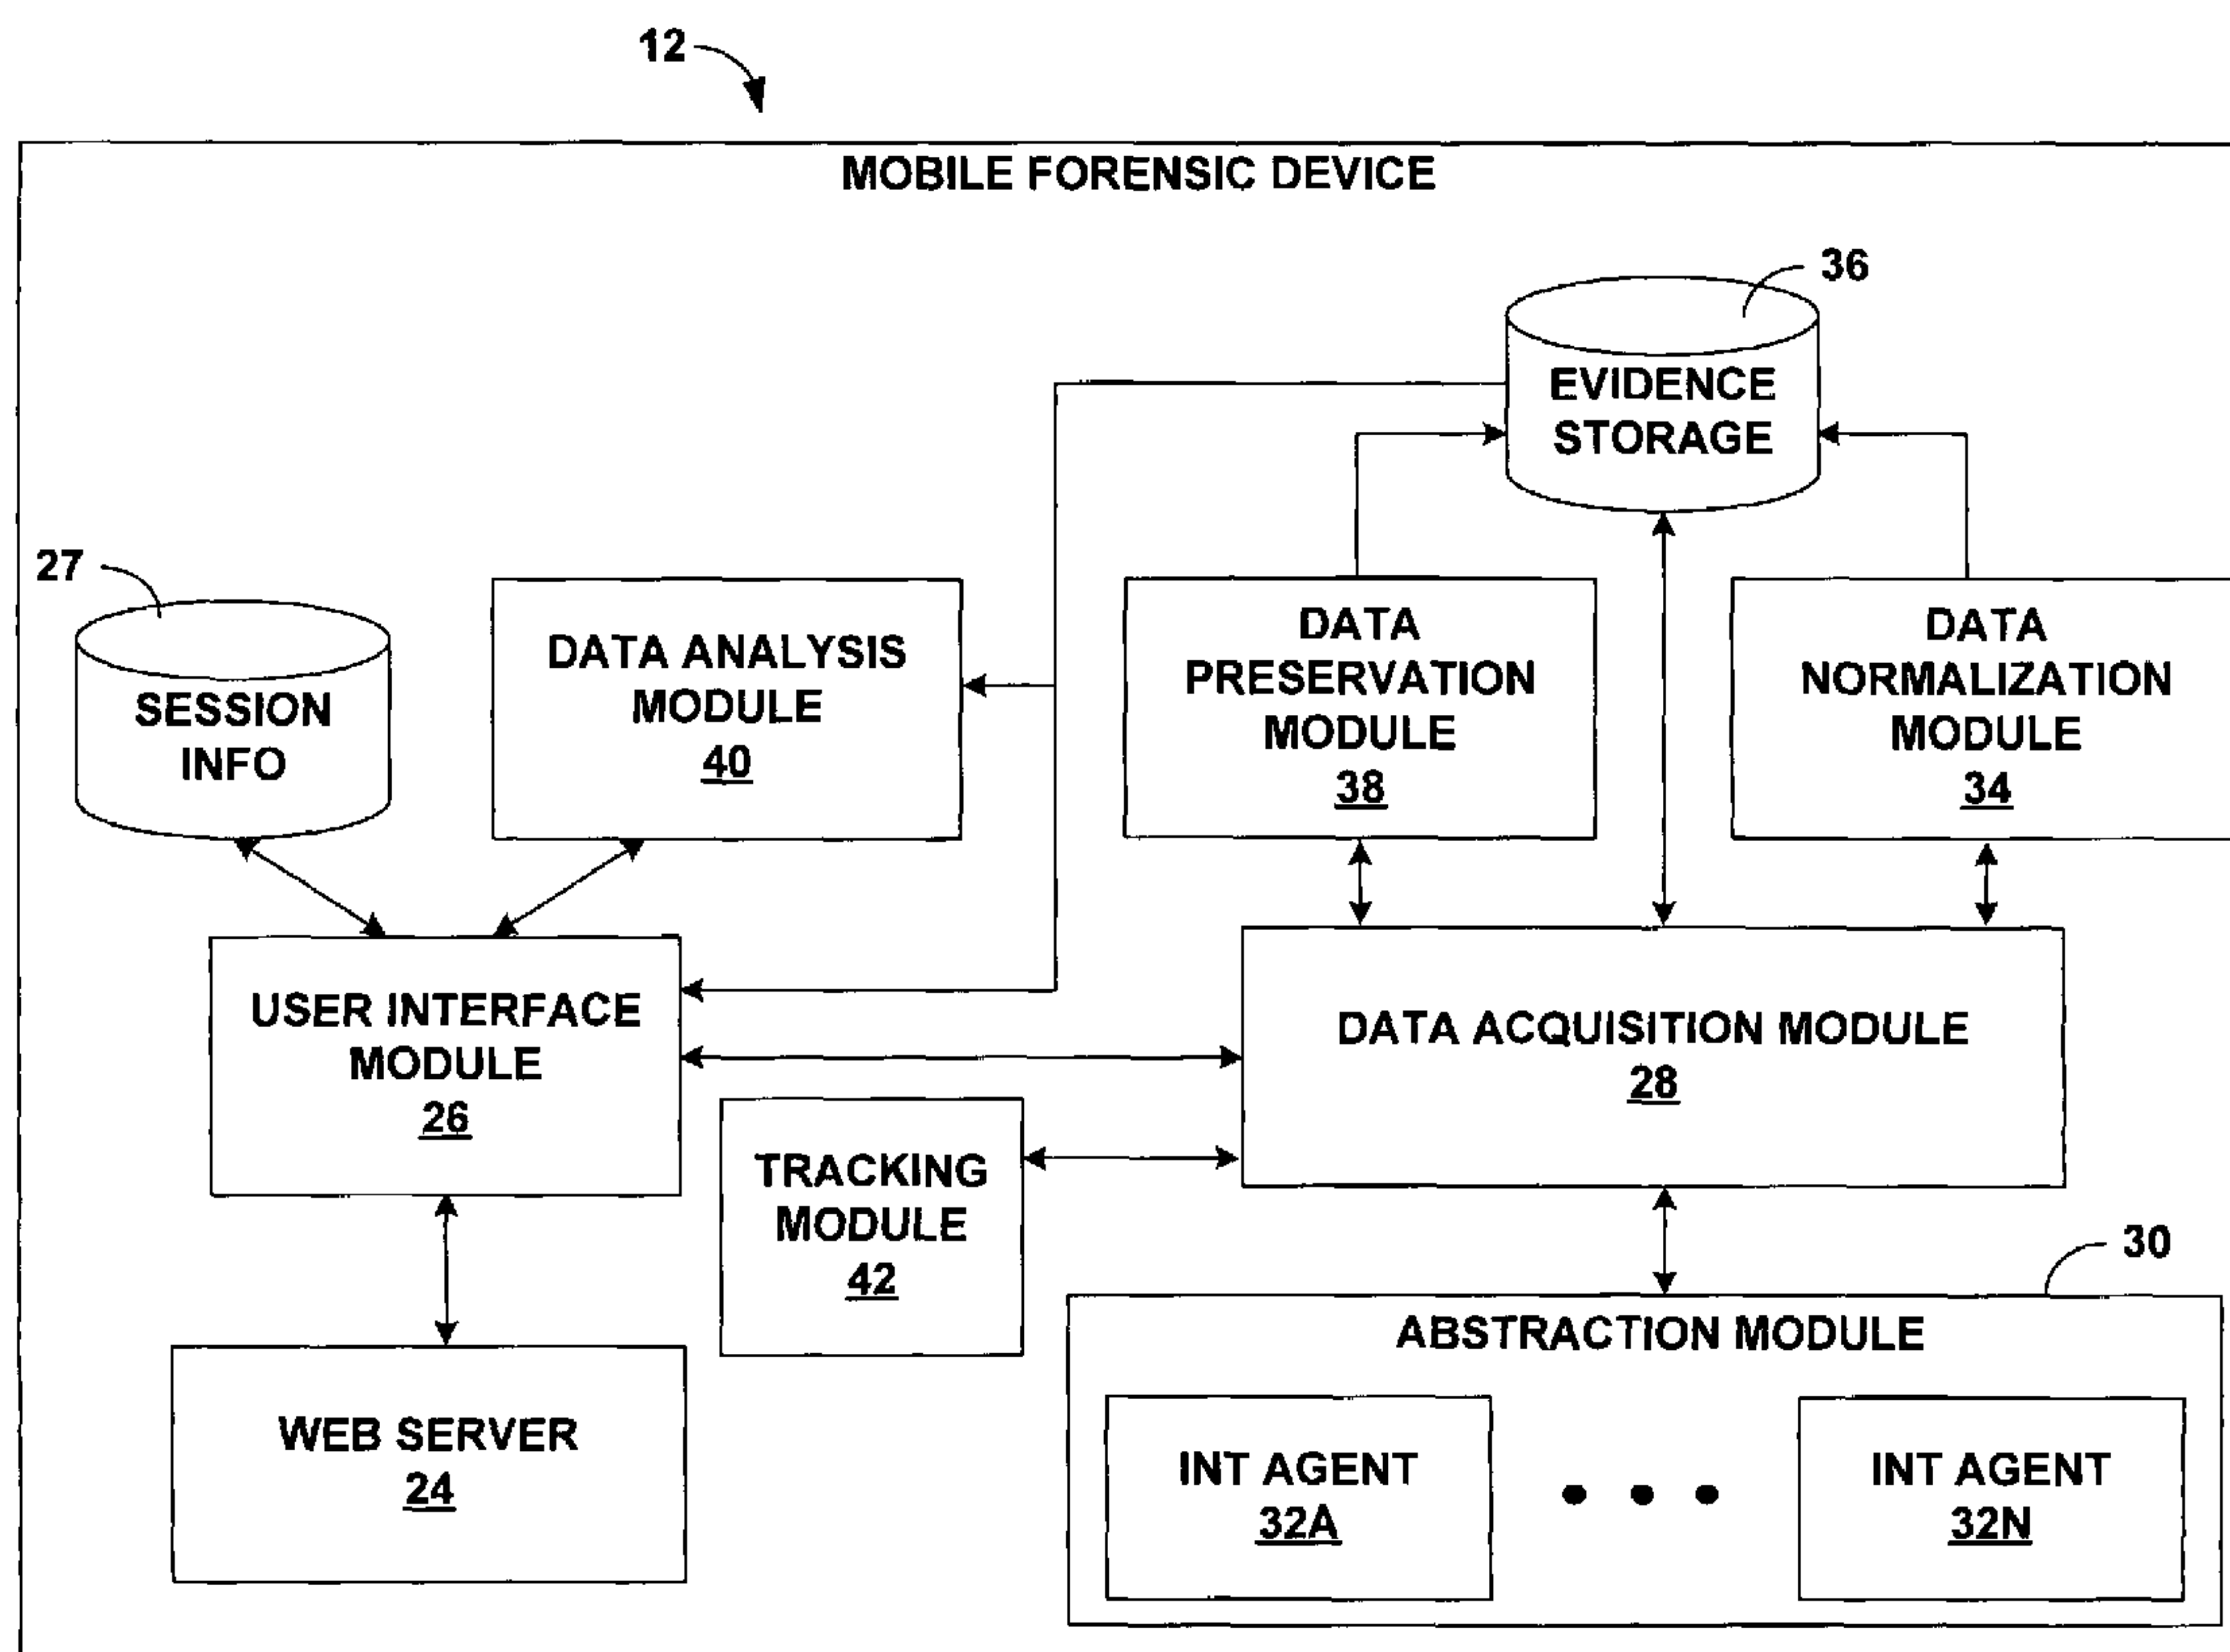 12
MOBILE FORENSIC DEVICE
36
EVIDENCE
STORAGE
27
SESSION
INFO
DATA ANALYSIS
MODULE
40
DATA
PRESERVATION
MODULE
38
DATA
NORMALIZATION
MODULE
34
USER INTERFACE
MODULE
26
DATA ACQUISITION MODULE
28
TRACKING
MODULE
42
30
ABSTRACTION MODULE
WEB SERVER
24
INT AGENT
32A
INT AGENT
32N